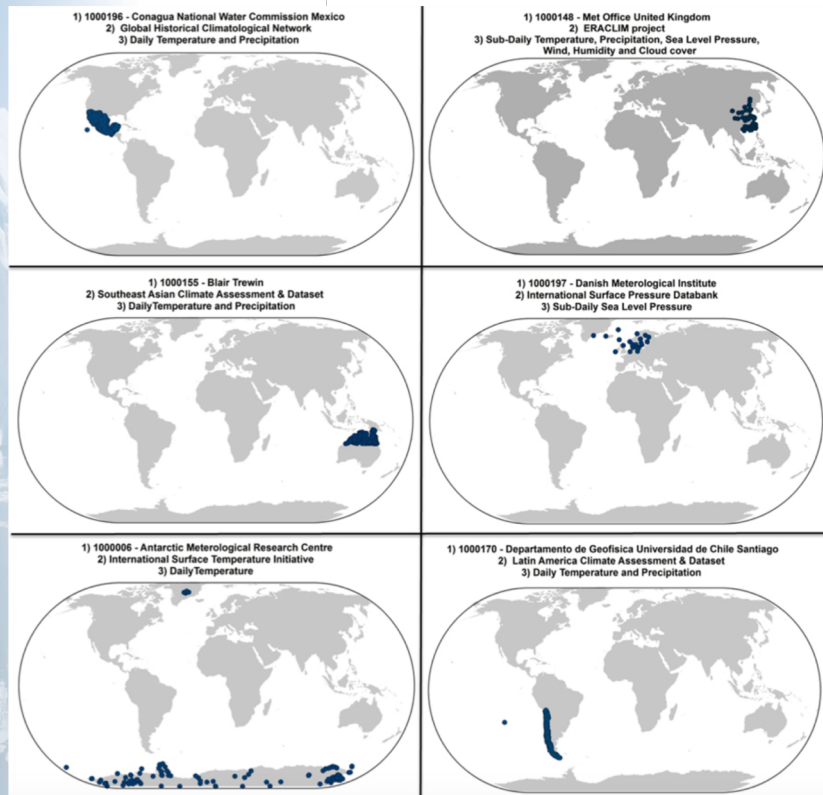 1) 1000196 - Conagua National Water Commission Mexico
2) Global Historical Climatological Network
3) Daily Temperature and Precipitation
1) 1000148 - Met Office United Kingdom
2) ERACLIM project
3) Sub-Daily Temperature, Precipitation, Sea Level Pressure,
Wind, Humidity and Cloud cover
1) 1000155 - Blair Trewin
2) Southeast Asian Climate Assessment & Dataset
3) DailyTemperature and Precipitation
1) 1000197 - Danish Meterological Institute
2) International Surface Pressure Databank
3) Sub-Daily Sea Level Pressure
1) 1000006 - Antarctic Meterological Research Centre
2) International Surface Temperature Initiative
3) DailyTemperature
1) 1000170 - Departamento de Geofisica Universidad de Chile Santiago
2) Latin America Climate Assessment & Dataset
3) Daily Temperature and Precipitation